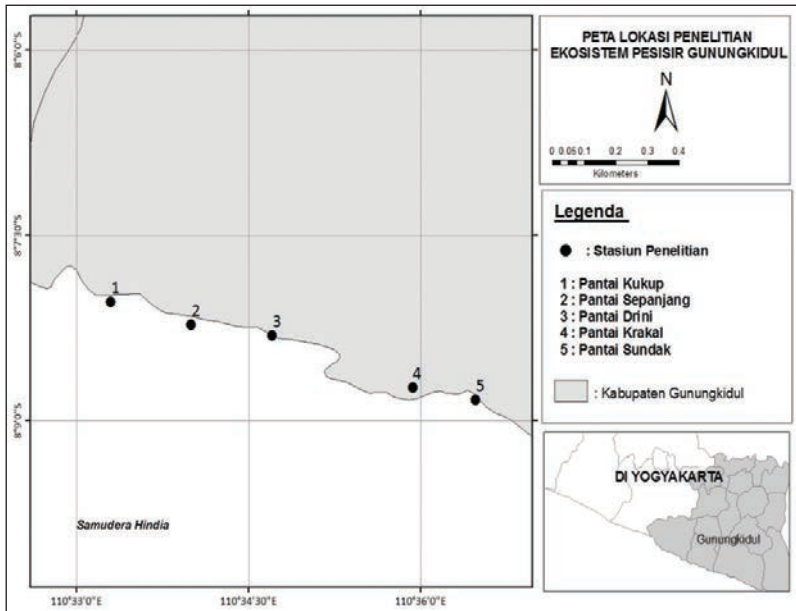 8°6'0"S
8°7'30"S
8°9'0"S
1
2
3
4
5
Samudera Hindia
110°33'0"E
110°34'30"E
110°36'0"E
PETA LOKASI PENELITIAN
EKOSISTEM PESISIR GUNUNGKIDUL
N
0 0.05 0.1 0.2 0.3 0.4
Kilometers
Legenda
: Stasiun Penelitian
1 : Pantai Kukup
2 : Pantai Sepanjang
3 : Pantai Drini
4 : Pantai Krakal
5 : Pantai Sundak
: Kabupaten Gunungkidul
DI YOGYAKARTA
Gunungkidul